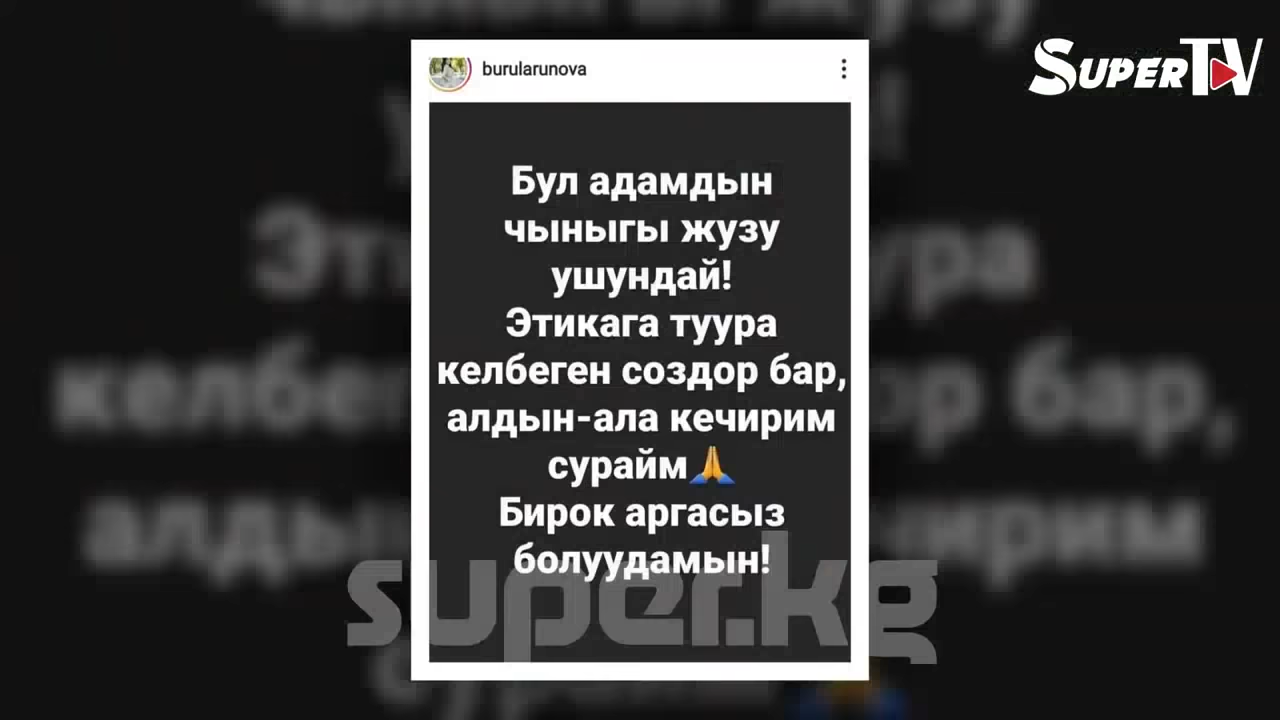 SUPERTV
burularunova
Бул адамдын
чыныгы жузу
ушундай!
Этикага туура
келбеген создор бар,
алдын-ала кечирим
сурайм🙏
Бирок аргасыз
болуудамын!
super.kg